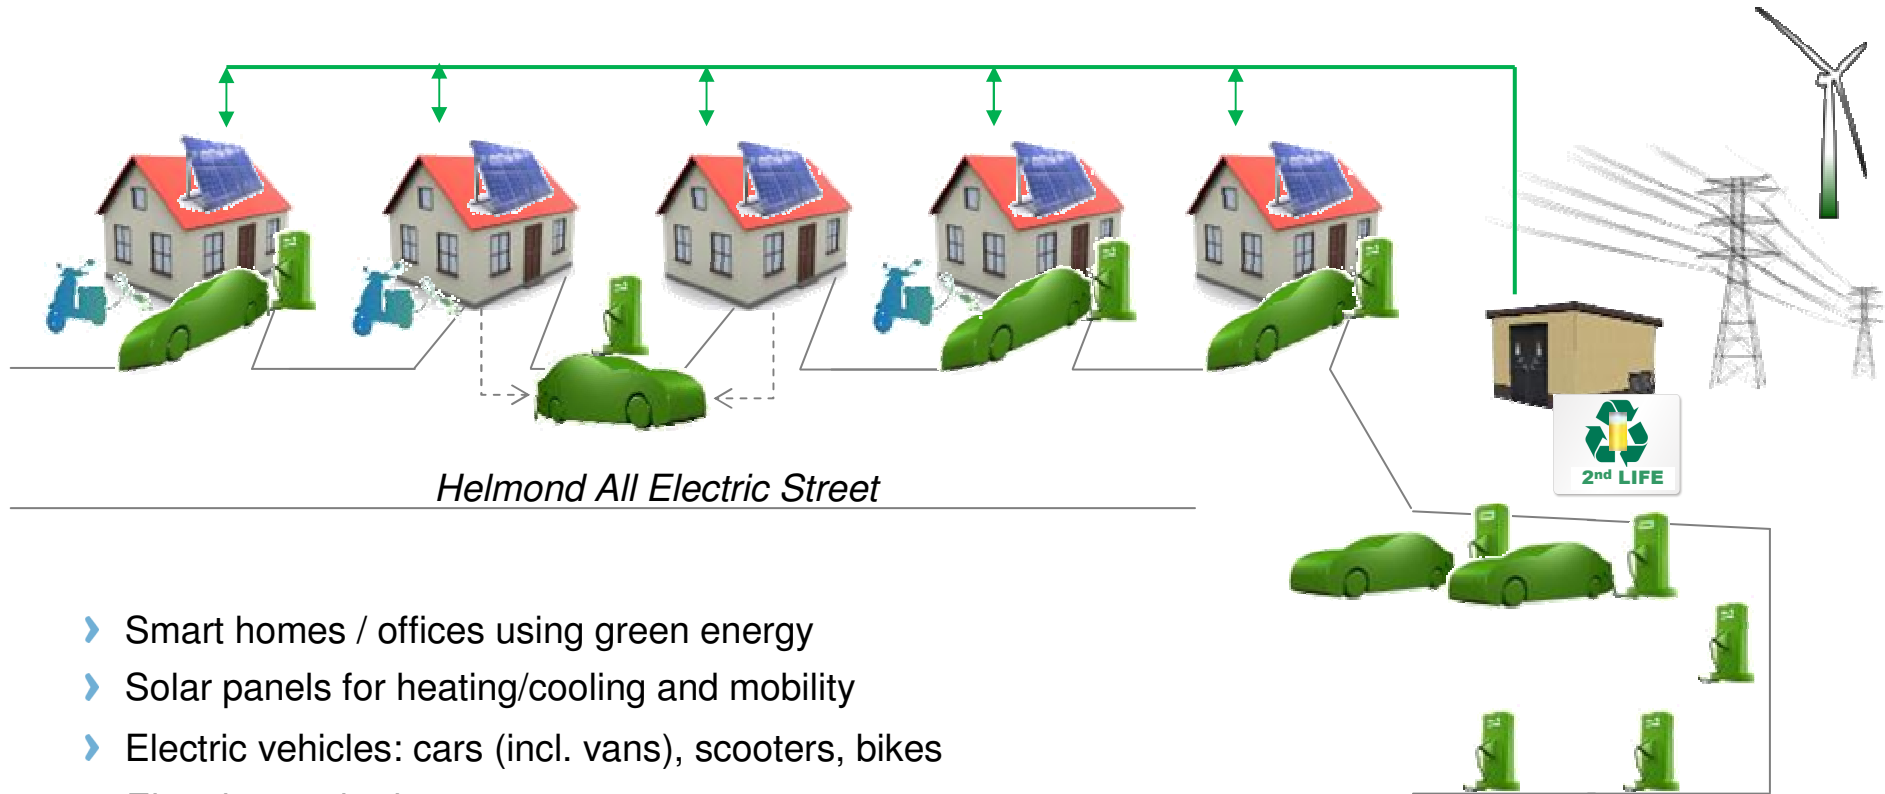 Helmond All Electric Street
2nd LIFE
Smart homes / offices using green energy
Solar panels for heating/cooling and mobility
Electric vehicles: cars (incl. vans), scooters, bikes